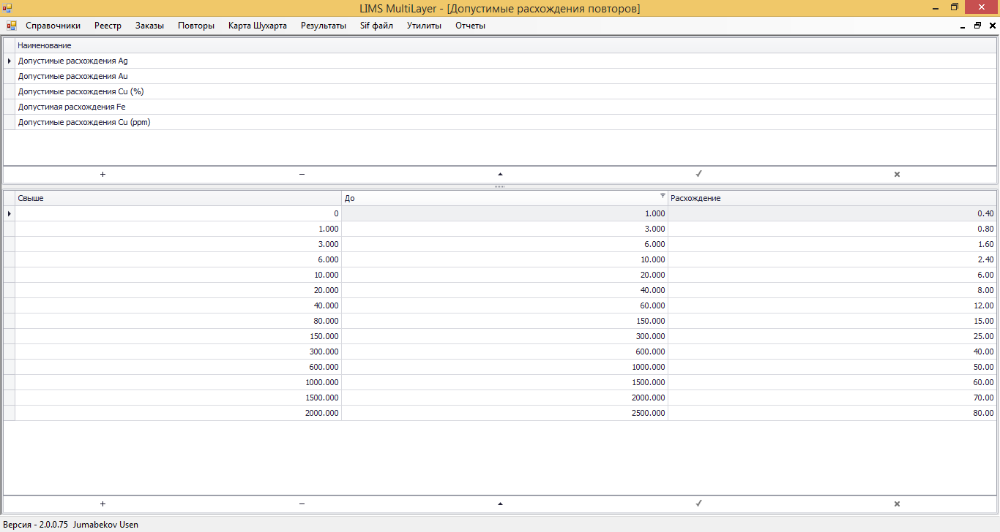 LIMS MultiLayer - [Допустимые расхождения повторов]
Справочники Реестр Заказы Повторы Карта Шухарта Результаты Sif файл Утилиты Отчеты
Наименование
Допустимые расхождения Ag
Допустимые расхождения Au
Допустимые расхождения Cu (%)
Допустимая расхождения Fe
Допустимые расхождения Cu (ppm)
Свыше До Расхождение
0 1.000 0.40
1.000 3.000 0.80
3.000 6.000 1.60
6.000 10.000 2.40
10.000 20.000 6.00
20.000 40.000 8.00
40.000 60.000 12.00
80.000 150.000 15.00
150.000 300.000 25.00
300.000 600.000 40.00
600.000 1000.000 50.00
1000.000 1500.000 60.00
1500.000 2000.000 70.00
2000.000 2500.000 80.00
Версия - 2.0.0.75 Jumabekov Usen